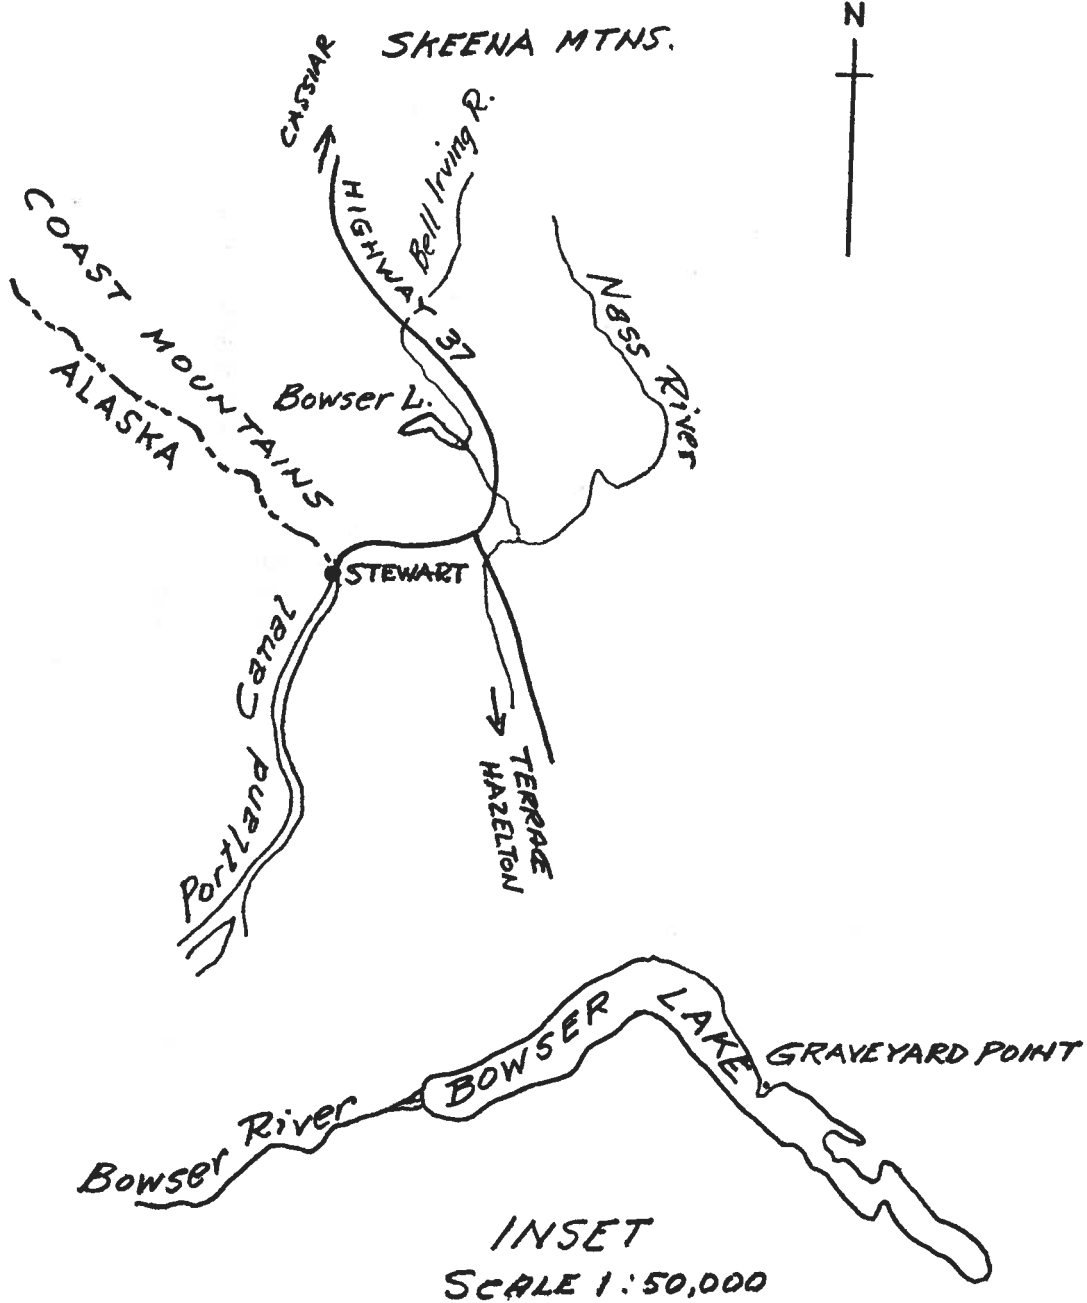 N
SKEENA MTNS.
CASSIAR
Bell Irving R.
HIGHWAY 37
COAST MOUNTAINS
Nass River
ALASKA
Bowser L.
STEWART
Portland Canal
TERRACE
HAZELTON
BOWSER LAKE
GRAVEYARD POINT
Bowser River
INSET
SCALE 1:50,000